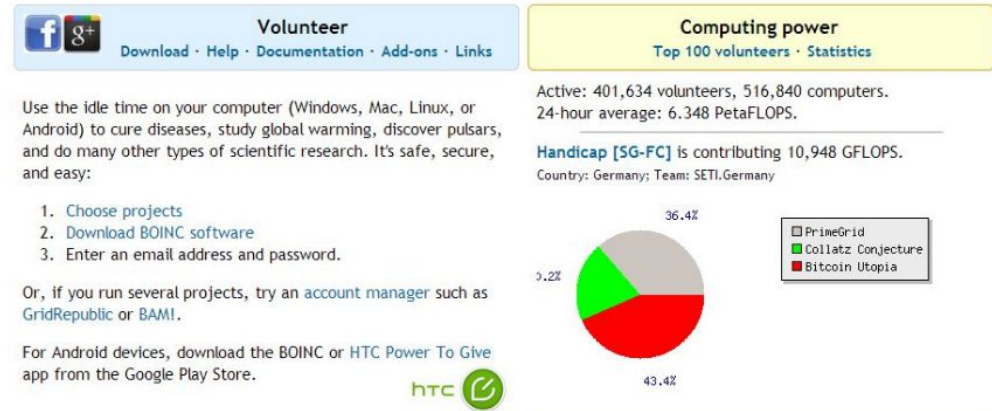 f g+
Volunteer
Download · Help · Documentation · Add-ons · Links
Use the idle time on your computer (Windows, Mac, Linux, or
Android) to cure diseases, study global warming, discover pulsars,
and do many other types of scientific research. It's safe, secure,
and easy:
1. Choose projects
2. Download BOINC software
3. Enter an email address and password.
Or, if you run several projects, try an account manager such as
GridRepublic or BAM!.
For Android devices, download the BOINC or HTC Power To Give
app from the Google Play Store.
hTC
Computing power
Top 100 volunteers · Statistics
Active: 401,634 volunteers, 516,840 computers.
24-hour average: 6.348 PetaFLOPS.
Handicap [SG-FC] is contributing 10,948 GFLOPS.
Country: Germany; Team: SETI.Germany
36.4%
PrimeGrid
Collatz Conjecture
Bitcoin Utopia
0.2%
43.4%